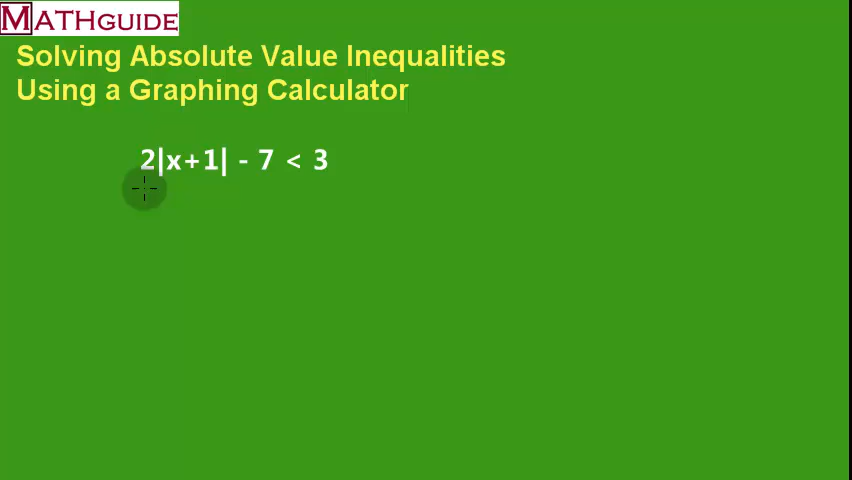 MATHGUIDE
Solving Absolute Value Inequalities
Using a Graphing Calculator
2|x+1| - 7 < 3